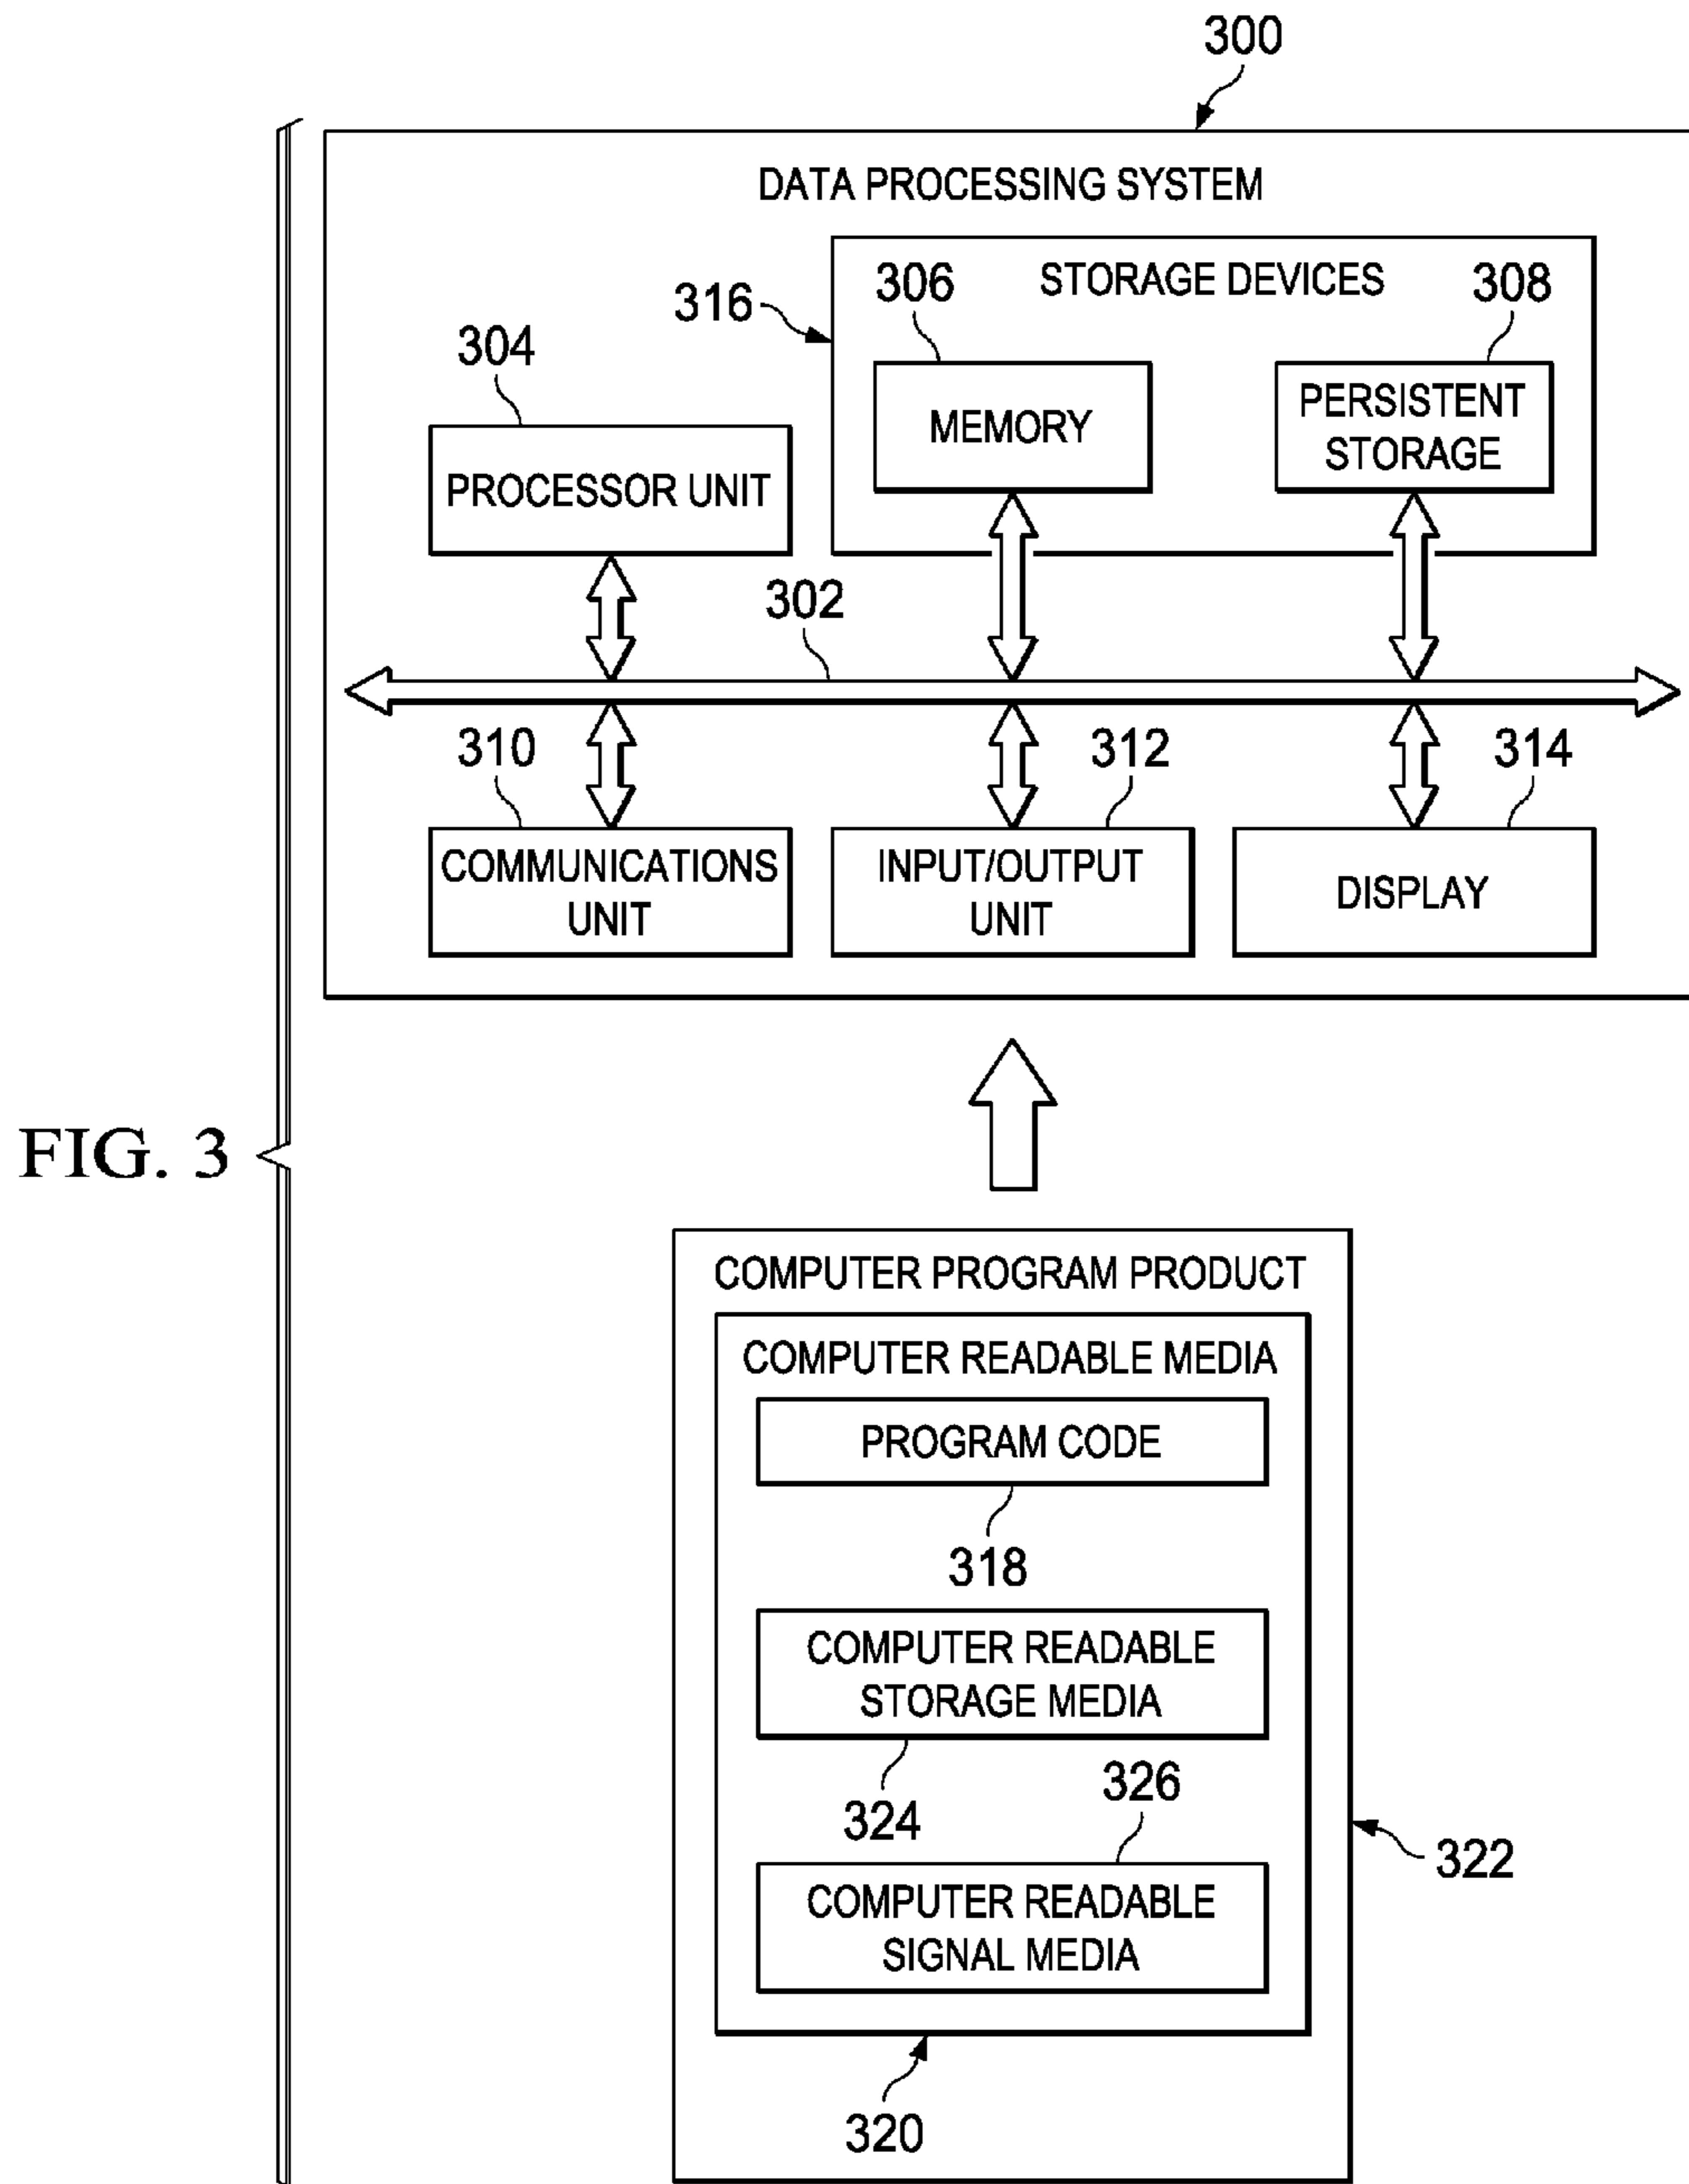 300
DATA PROCESSING SYSTEM
306
STORAGE DEVICES
308
316
304
MEMORY
PERSISTENT
STORAGE
PROCESSOR UNIT
302
310
312
314
COMMUNICATIONS
UNIT
INPUT/OUTPUT
UNIT
DISPLAY
FIG. 3
COMPUTER PROGRAM PRODUCT
COMPUTER READABLE MEDIA
PROGRAM CODE
318
COMPUTER READABLE
STORAGE MEDIA
324
326
322
COMPUTER READABLE
SIGNAL MEDIA
320